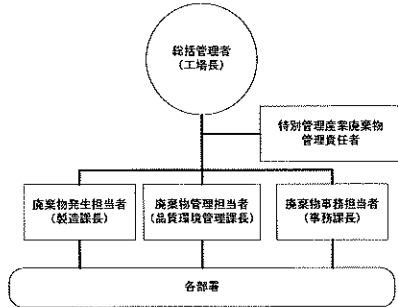 総括管理者
(工場長)
特別管理産業廃棄物
管理責任者
廃棄物発生担当者
(製造課長)
廃棄物管理担当者
(品質環境管理課長)
廃棄物事務担当者
(事務課長)
各部署